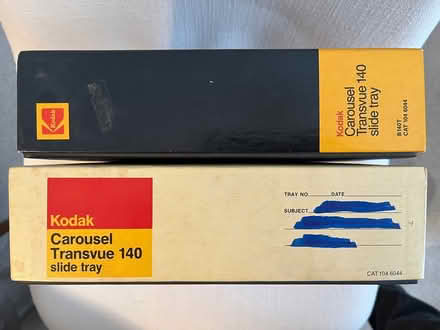 Kodak
Kodak
Carousel
Transvue 140
slide tray
B140T
CAT 104 6044
Kodak
Carousel
Transvue 140
slide tray
TRAY NO. DATE
SUBJECT
CAT 104 6044